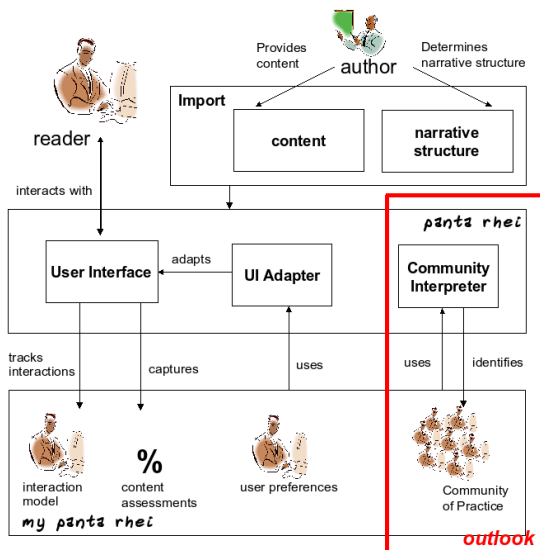 Provides
content
author
Determines
narrative structure
Import
content
narrative
structure
reader
interacts with
panta rhei
User Interface
adapts
UI Adapter
Community
Interpreter
tracks
interactions
captures
uses
uses
identifies
%
interaction
model
content
assessments
user preferences
Community
of Practice
my panta rhei
outlook